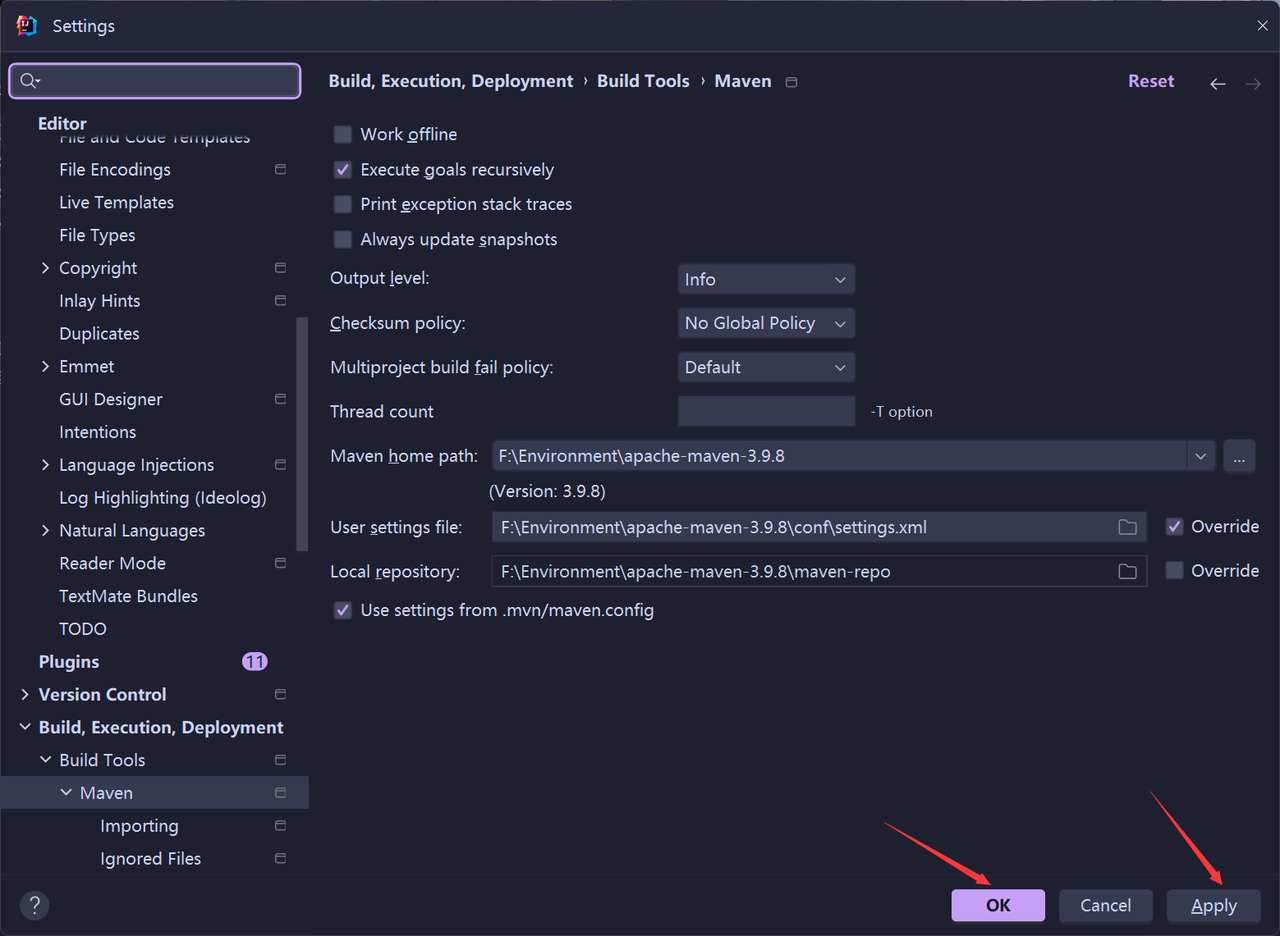 Settings
Build, Execution, Deployment › Build Tools › Maven
Reset
Editor
File and Code Templates
File Encodings
Live Templates
File Types
Copyright
Inlay Hints
Duplicates
Emmet
GUI Designer
Intentions
Language Injections
Log Highlighting (Ideolog)
Natural Languages
Reader Mode
TextMate Bundles
TODO
Plugins 11
Version Control
Build, Execution, Deployment
Build Tools
Maven
Importing
Ignored Files
Work offline
Execute goals recursively
Print exception stack traces
Always update snapshots
Output level: Info
Checksum policy: No Global Policy
Multiproject build fail policy: Default
Thread count -T option
Maven home path: F:\Environment\apache-maven-3.9.8 ...
(Version: 3.9.8)
User settings file: F:\Environment\apache-maven-3.9.8\conf\settings.xml Override
Local repository: F:\Environment\apache-maven-3.9.8\maven-repo Override
Use settings from .mvn/maven.config
? OK Cancel Apply